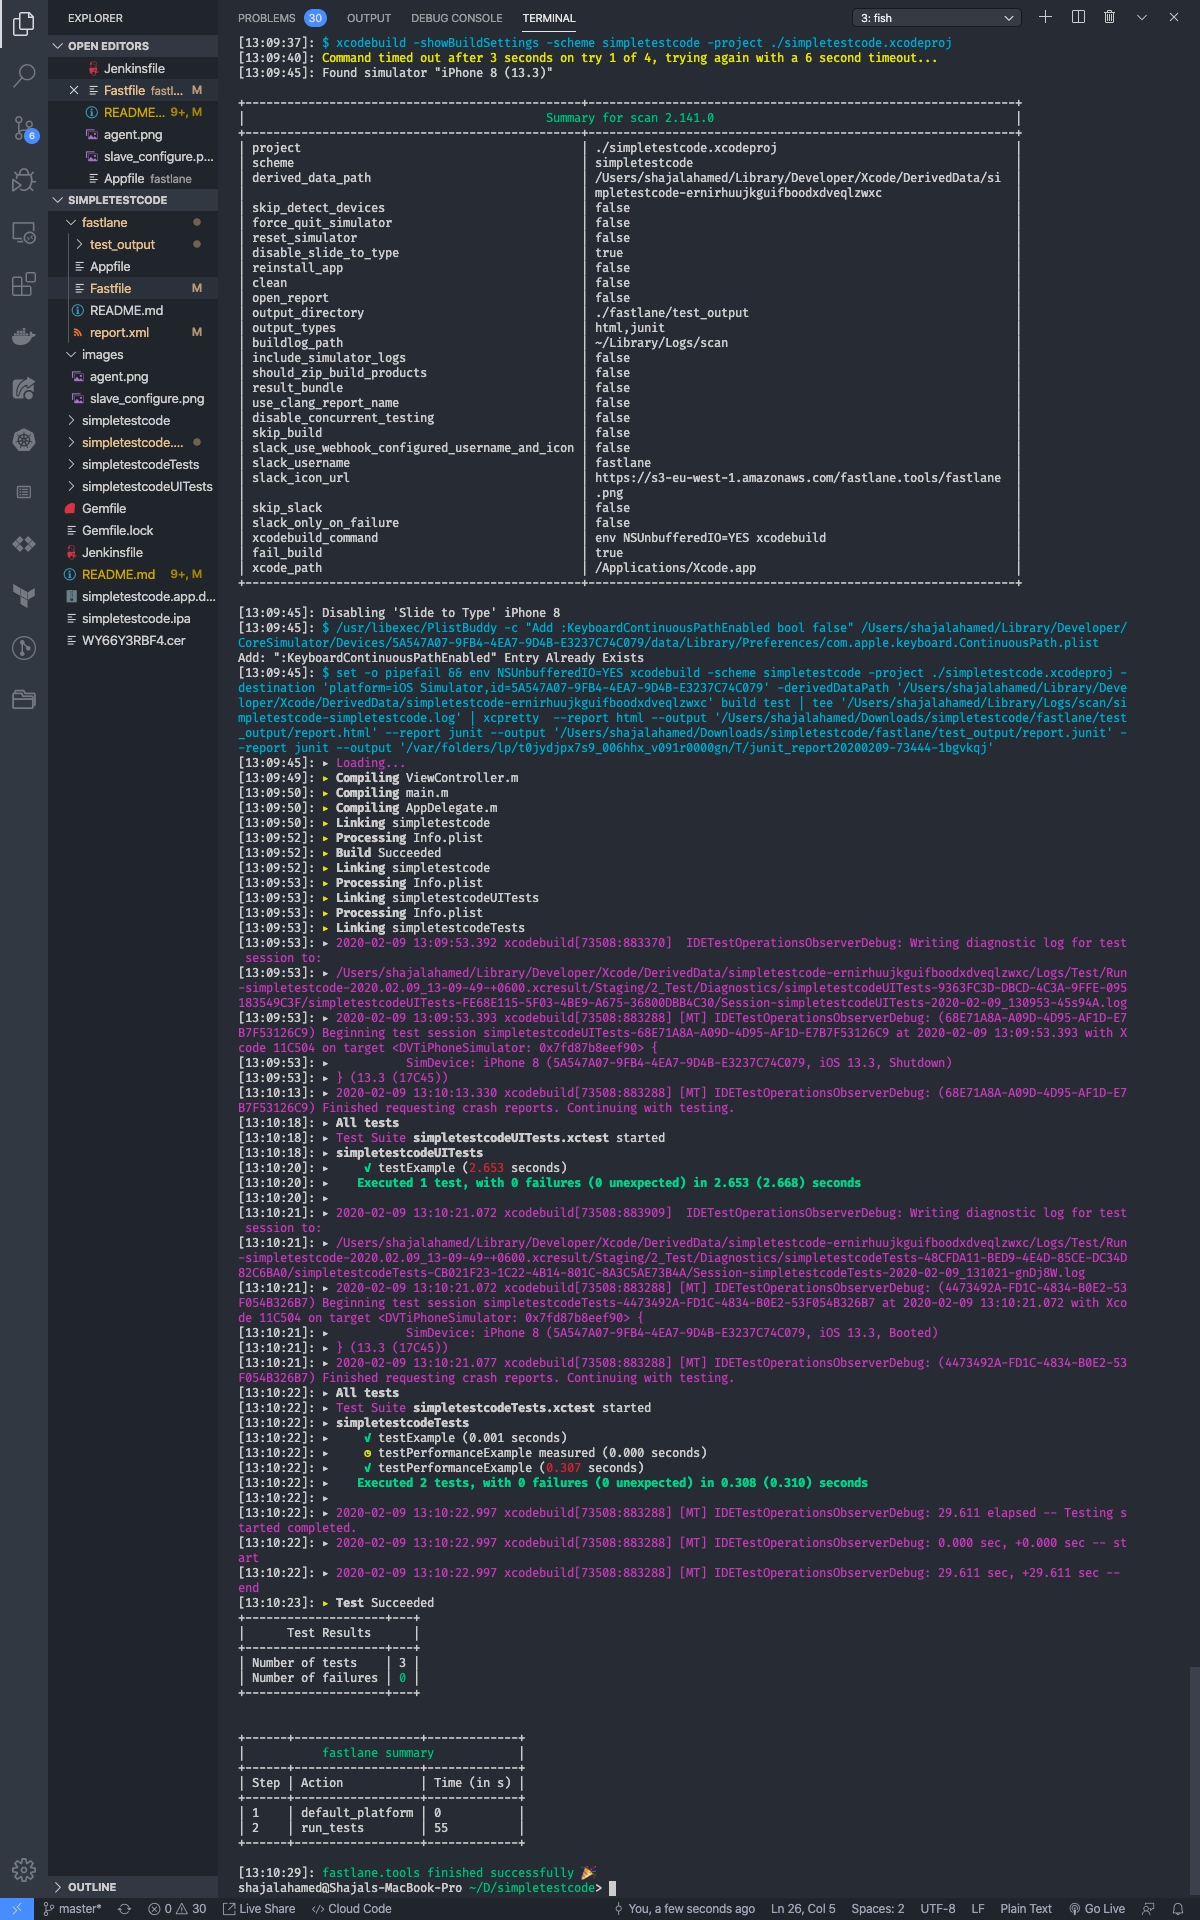 EXPLORER
OPEN EDITORS
Jenkinsfile
Fastfile fastl... M
README... 9+, M
agent.png
slave_configure.p...
Appfile fastlane
SIMPLETESTCODE
fastlane
test_output
Appfile
Fastfile M
README.md
report.xml M
images
agent.png
slave_configure.png
simpletestcode
simpletestcode....
simpletestcodeTests
simpletestcodeUITests
Gemfile
Gemfile.lock
Jenkinsfile
README.md 9+, M
simpletestcode.app.d...
simpletestcode.ipa
WY66Y3RBF4.cer
OUTLINE
6
PROBLEMS 30 OUTPUT DEBUG CONSOLE TERMINAL 3: fish
[13:09:37]: $ xcodebuild -showBuildSettings -scheme simpletestcode -project ./simpletestcode.xcodeproj
[13:09:40]: Command timed out after 3 seconds on try 1 of 4, trying again with a 6 second timeout...
[13:09:45]: Found simulator "iPhone 8 (13.3)"
Summary for scan 2.141.0
project | ./simpletestcode.xcodeproj
scheme | simpletestcode
derived_data_path | /Users/shajalahamed/Library/Developer/Xcode/DerivedData/si
mpletestcode-ernirhuujkguifboodxdveqlzwxc
skip_detect_devices | false
force_quit_simulator | false
reset_simulator | false
disable_slide_to_type | true
reinstall_app | false
clean | false
open_report | false
output_directory | ./fastlane/test_output
output_types | html,junit
buildlog_path | ~/Library/Logs/scan
include_simulator_logs | false
should_zip_build_products | false
result_bundle | false
use_clang_report_name | false
disable_concurrent_testing | false
skip_build | false
slack_use_webhook_configured_username_and_icon | false
slack_username | fastlane
slack_icon_url | https://s3-eu-west-1.amazonaws.com/fastlane.tools/fastlane
.png
skip_slack | false
slack_only_on_failure | false
xcodebuild_command | env NSUnbufferedIO=YES xcodebuild
fail_build | true
xcode_path | /Applications/Xcode.app
[13:09:45]: Disabling 'Slide to Type' iPhone 8
[13:09:45]: $ /usr/libexec/PlistBuddy -c "Add :KeyboardContinuousPathEnabled bool false" /Users/shajalahamed/Library/Developer/
CoreSimulator/Devices/5A547A07-9FB4-4EA7-9D4B-E3237C74C079/data/Library/Preferences/com.apple.keyboard.ContinuousPath.plist
Add: ":KeyboardContinuousPathEnabled" Entry Already Exists
[13:09:45]: $ set -o pipefail && env NSUnbufferedIO=YES xcodebuild -scheme simpletestcode -project ./simpletestcode.xcodeproj -
destination 'platform=iOS Simulator,id=5A547A07-9FB4-4EA7-9D4B-E3237C74C079' -derivedDataPath '/Users/shajalahamed/Library/Deve
loper/Xcode/DerivedData/simpletestcode-ernirhuujkguifboodxdveqlzwxc' build test | tee '/Users/shajalahamed/Library/Logs/scan/si
mpletestcode-simpletestcode.log' | xcpretty --report html --output '/Users/shajalahamed/Downloads/simpletestcode/fastlane/test
_output/report.html' --report junit --output '/Users/shajalahamed/Downloads/simpletestcode/fastlane/test_output/report.junit' -
-report junit --output '/var/folders/lp/t0jydjpx7s9_006hhx_v091r0000gn/T/junit_report20200209-73444-1bgvkqj'
[13:09:45]: ▸ Loading...
[13:09:49]: ▸ Compiling ViewController.m
[13:09:50]: ▸ Compiling main.m
[13:09:50]: ▸ Compiling AppDelegate.m
[13:09:50]: ▸ Linking simpletestcode
[13:09:52]: ▸ Processing Info.plist
[13:09:52]: ▸ Build Succeeded
[13:09:52]: ▸ Linking simpletestcode
[13:09:53]: ▸ Processing Info.plist
[13:09:53]: ▸ Linking simpletestcodeUITests
[13:09:53]: ▸ Processing Info.plist
[13:09:53]: ▸ Linking simpletestcodeTests
[13:09:53]: ▸ 2020-02-09 13:09:53.392 xcodebuild[73508:883370] IDETestOperationsObserverDebug: Writing diagnostic log for test
session to:
[13:09:53]: ▸ /Users/shajalahamed/Library/Developer/Xcode/DerivedData/simpletestcode-ernirhuujkguifboodxdveqlzwxc/Logs/Test/Run
-simpletestcode-2020.02.09_13-09-49-+0600.xcresult/Staging/2_Test/Diagnostics/simpletestcodeUITests-9363FC3D-DBCD-4C3A-9FFE-095
183549C3F/simpletestcodeUITests-FE68E115-5F03-4BE9-A675-36800DBB4C30/Session-simpletestcodeUITests-2020-02-09_130953-45s94A.log
[13:09:53]: ▸ 2020-02-09 13:09:53.393 xcodebuild[73508:883288] [MT] IDETestOperationsObserverDebug: (68E71A8A-A09D-4D95-AF1D-E7
B7F53126C9) Beginning test session simpletestcodeUITests-68E71A8A-A09D-4D95-AF1D-E7B7F53126C9 at 2020-02-09 13:09:53.393 with X
code 11C504 on target <DVTiPhoneSimulator: 0x7fd87b8eef90> {
[13:09:53]: ▸ SimDevice: iPhone 8 (5A547A07-9FB4-4EA7-9D4B-E3237C74C079, iOS 13.3, Shutdown)
[13:09:53]: ▸ } (13.3 (17C45))
[13:10:13]: ▸ 2020-02-09 13:10:13.330 xcodebuild[73508:883288] [MT] IDETestOperationsObserverDebug: (68E71A8A-A09D-4D95-AF1D-E7
B7F53126C9) Finished requesting crash reports. Continuing with testing.
[13:10:18]: ▸ All tests
[13:10:18]: ▸ Test Suite simpletestcodeUITests.xctest started
[13:10:18]: ▸ simpletestcodeUITests
[13:10:20]: ▸ √ testExample (2.653 seconds)
[13:10:20]: ▸ Executed 1 test, with 0 failures (0 unexpected) in 2.653 (2.668) seconds
[13:10:20]: ▸
[13:10:21]: ▸ 2020-02-09 13:10:21.072 xcodebuild[73508:883909] IDETestOperationsObserverDebug: Writing diagnostic log for test
session to:
[13:10:21]: ▸ /Users/shajalahamed/Library/Developer/Xcode/DerivedData/simpletestcode-ernirhuujkguifboodxdveqlzwxc/Logs/Test/Run
-simpletestcode-2020.02.09_13-09-49-+0600.xcresult/Staging/2_Test/Diagnostics/simpletestcodeTests-48CFDA11-BED9-4E4D-85CE-DC34D
82C6BA0/simpletestcodeTests-CB021F23-1C22-4B14-801C-8A3C5AE73B4A/Session-simpletestcodeTests-2020-02-09_131021-gnDj8W.log
[13:10:21]: ▸ 2020-02-09 13:10:21.072 xcodebuild[73508:883288] [MT] IDETestOperationsObserverDebug: (4473492A-FD1C-4834-B0E2-53
F054B326B7) Beginning test session simpletestcodeTests-4473492A-FD1C-4834-B0E2-53F054B326B7 at 2020-02-09 13:10:21.072 with Xco
de 11C504 on target <DVTiPhoneSimulator: 0x7fd87b8eef90> {
[13:10:21]: ▸ SimDevice: iPhone 8 (5A547A07-9FB4-4EA7-9D4B-E3237C74C079, iOS 13.3, Booted)
[13:10:21]: ▸ } (13.3 (17C45))
[13:10:21]: ▸ 2020-02-09 13:10:21.077 xcodebuild[73508:883288] [MT] IDETestOperationsObserverDebug: (4473492A-FD1C-4834-B0E2-53
F054B326B7) Finished requesting crash reports. Continuing with testing.
[13:10:22]: ▸ All tests
[13:10:22]: ▸ Test Suite simpletestcodeTests.xctest started
[13:10:22]: ▸ simpletestcodeTests
[13:10:22]: ▸ √ testExample (0.001 seconds)
[13:10:22]: ▸ ◷ testPerformanceExample measured (0.000 seconds)
[13:10:22]: ▸ √ testPerformanceExample (0.307 seconds)
[13:10:22]: ▸ Executed 2 tests, with 0 failures (0 unexpected) in 0.308 (0.310) seconds
[13:10:22]: ▸
[13:10:22]: ▸ 2020-02-09 13:10:22.997 xcodebuild[73508:883288] [MT] IDETestOperationsObserverDebug: 29.611 elapsed -- Testing s
tarted completed.
[13:10:22]: ▸ 2020-02-09 13:10:22.997 xcodebuild[73508:883288] [MT] IDETestOperationsObserverDebug: 0.000 sec, +0.000 sec -- st
art
[13:10:22]: ▸ 2020-02-09 13:10:22.997 xcodebuild[73508:883288] [MT] IDETestOperationsObserverDebug: 29.611 sec, +29.611 sec --
end
[13:10:23]: ▸ Test Succeeded
Test Results
Number of tests | 3
Number of failures | 0
fastlane summary
Step | Action | Time (in s)
1 | default_platform | 0
2 | run_tests | 55
[13:10:29]: fastlane.tools finished successfully 🎉
shajalahamed@Shajals-MacBook-Pro ~/D/simpletestcode>
master* 0 30 Live Share Cloud Code You, a few seconds ago Ln 26, Col 5 Spaces: 2 UTF-8 LF Plain Text Go Live